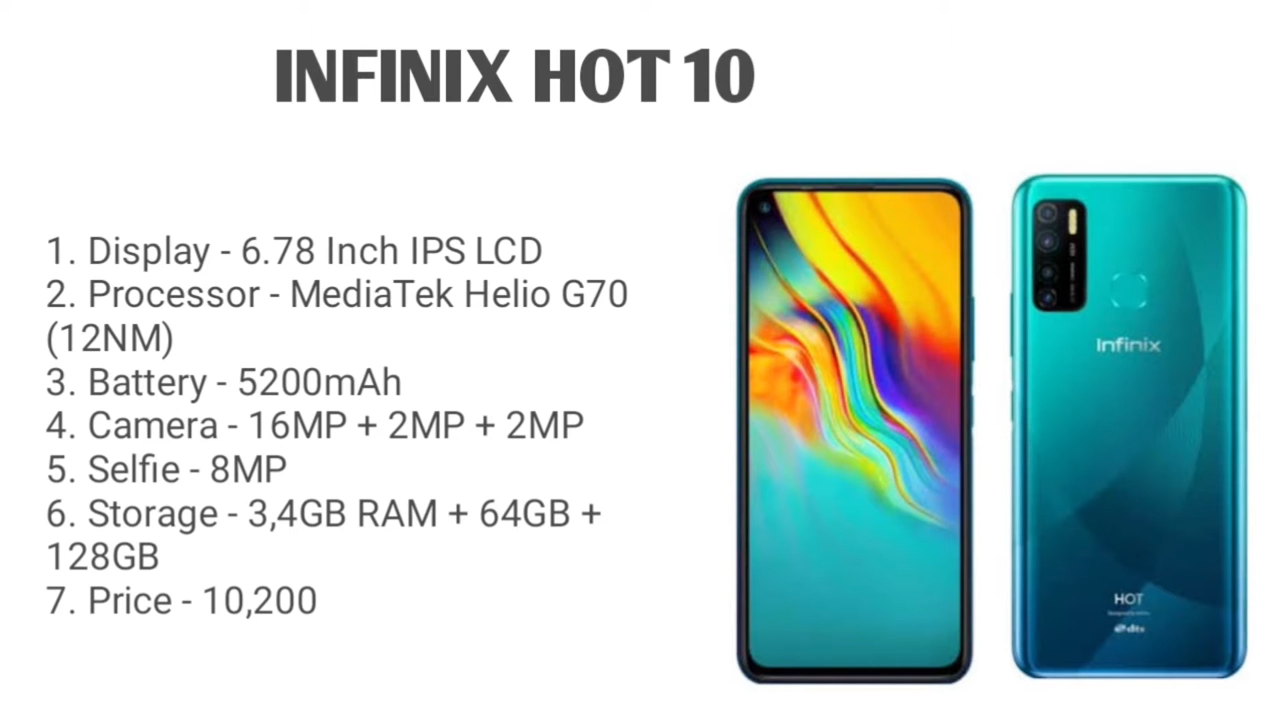 INFINIX HOT 10
1. Display - 6.78 Inch IPS LCD
2. Processor - MediaTek Helio G70
(12NM)
3. Battery - 5200mAh
4. Camera - 16MP + 2MP + 2MP
5. Selfie - 8MP
6. Storage - 3,4GB RAM + 64GB +
128GB
7. Price - 10,200
Infinix
HOT
dts